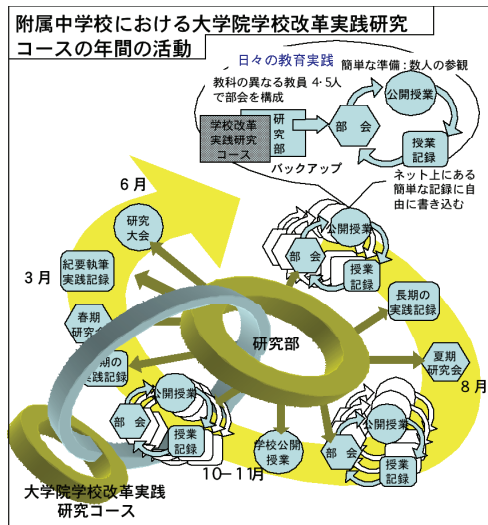 附属中学校における大学院学校改革実践研究
コースの年間の活動
日々の教育実践
簡単な準備：数人の参観
教科の異なる教員 4・5人
で部会を構成
公開授業
研
究
部
部　会
学校改革
実践研究
コース
授業
記録
バックアップ
ネット上にある
簡単な記録に自
由に書き込む
6月
研究
大会
公開授業
部　会
授業
記録
3月
紀要執筆
実践記録
長期の
実践記録
春期
研究会
研究部
夏期
研究会
期の
実践記録
8月
公開授業
部　会
授業
記録
学校公開
授業
公開授業
部　会
授業
記録
10－11月
大学院学校改革実践
研究コース